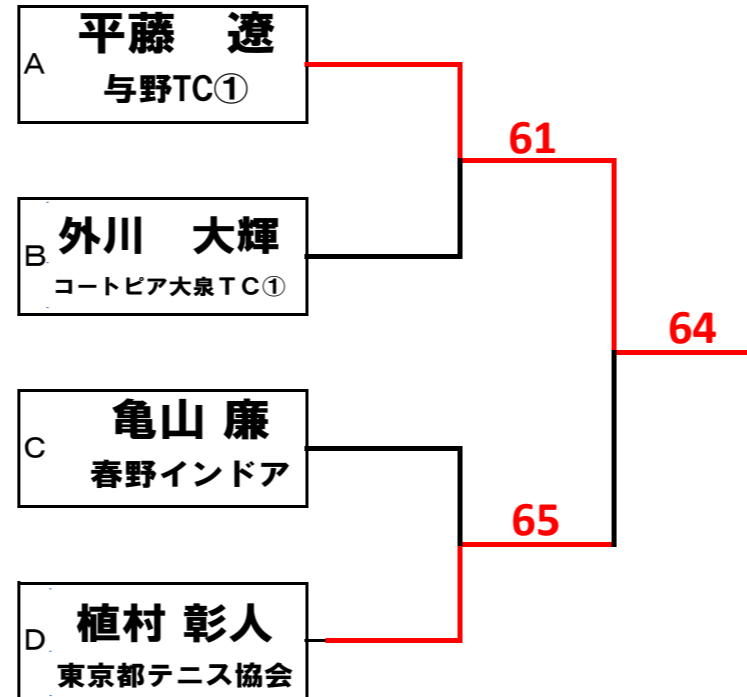 A
平藤　遼
与野TC①
61
B
外川　大輝
コートピア大泉ＴＣ①
64
C
亀山 廉
春野インドア
65
D
植村 彰人
東京都テニス協会